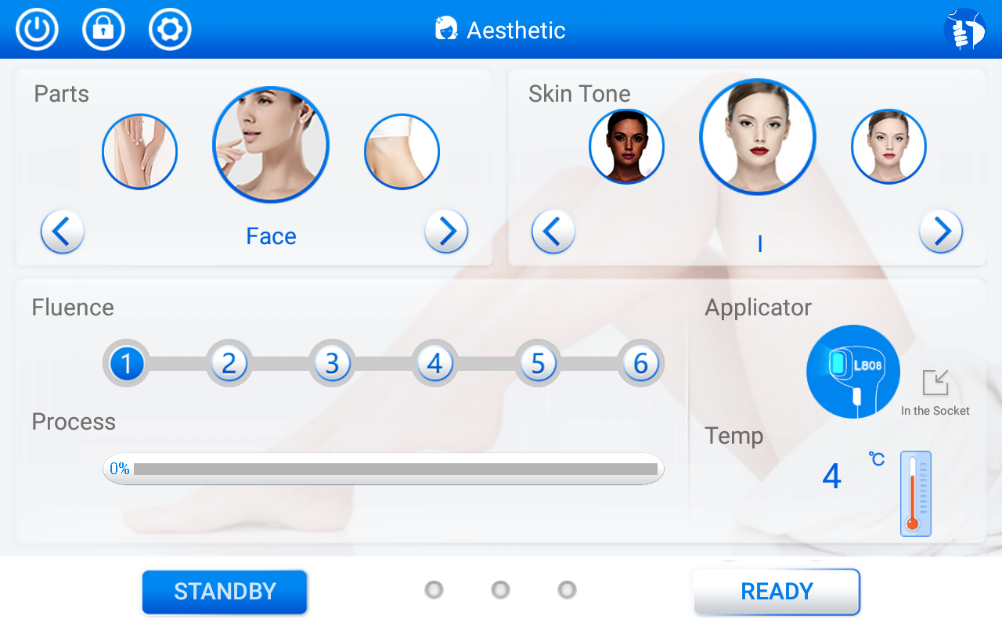 Aesthetic
Parts
Skin Tone
Face
I
Fluence
Applicator
1 2 3 4 5 6
L808
In the Socket
Process
Temp
0%
4 °C
STANDBY
READY